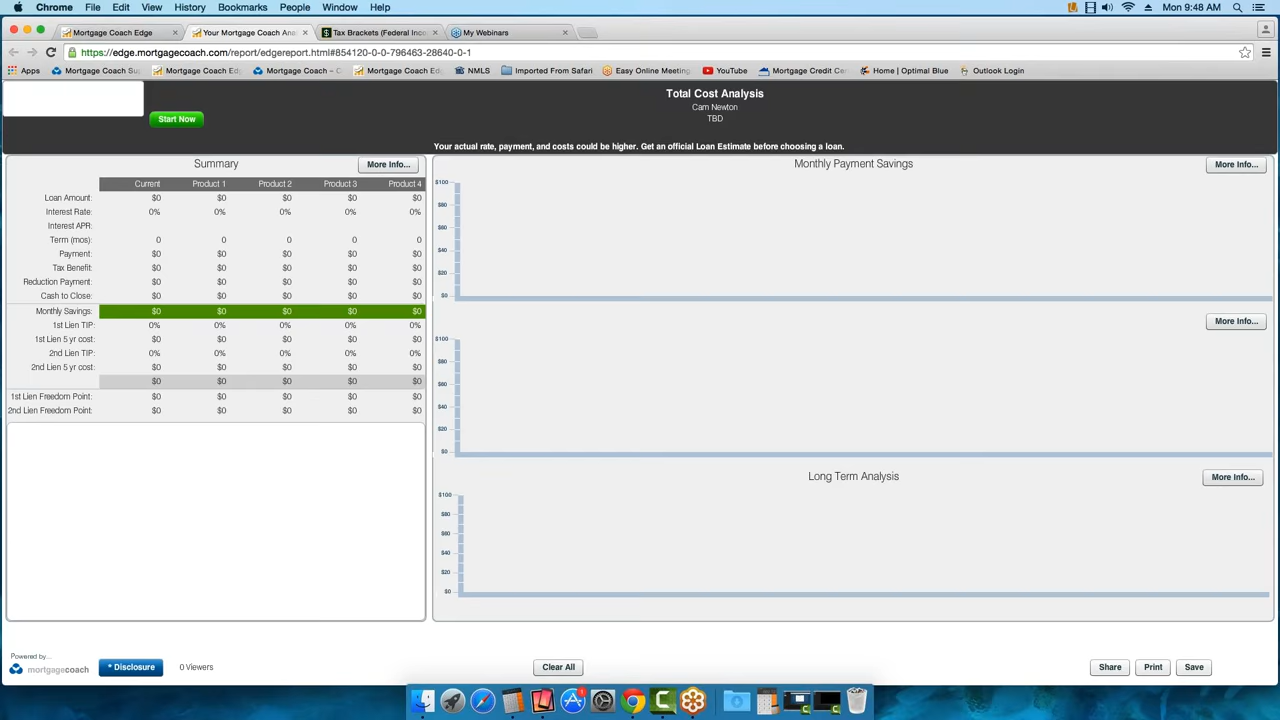 Chrome File Edit View History Bookmarks People Window Help Mon 9:48 AM
Mortgage Coach Edge
Your Mortgage Coach Ana
Tax Brackets (Federal Inco
My Webinars
https://edge.mortgagecoach.com/report/edgereport.html#854120-0-0-796463-28640-0-1
Apps Mortgage Coach Su Mortgage Coach Ed Mortgage Coach – C Mortgage Coach Ed NMLS Imported From Safari Easy Online Meeting YouTube Mortgage Credit Cer Home | Optimal Blue Outlook Login
Start Now
Total Cost Analysis
Cam Newton
TBD
Your actual rate, payment, and costs could be higher. Get an official Loan Estimate before choosing a loan.
Summary More Info...
Current Product 1 Product 2 Product 3 Product 4
Loan Amount: $0 $0 $0 $0 $0
Interest Rate: 0% 0% 0% 0% 0%
Interest APR:
Term (mos): 0 0 0 0 0
Payment: $0 $0 $0 $0 $0
Tax Benefit: $0 $0 $0 $0 $0
Reduction Payment: $0 $0 $0 $0 $0
Cash to Close: $0 $0 $0 $0 $0
Monthly Savings: $0 $0 $0 $0 $0
1st Lien TIP: 0% 0% 0% 0% 0%
1st Lien 5 yr cost: $0 $0 $0 $0 $0
2nd Lien TIP: 0% 0% 0% 0% 0%
2nd Lien 5 yr cost: $0 $0 $0 $0 $0
$0 $0 $0 $0 $0
1st Lien Freedom Point: $0 $0 $0 $0 $0
2nd Lien Freedom Point: $0 $0 $0 $0 $0
Monthly Payment Savings More Info...
$100
$80
$60
$40
$20
$0
More Info...
$100
$80
$60
$40
$20
$0
Long Term Analysis More Info...
$100
$80
$60
$40
$20
$0
Powered by...
mortgagecoach * Disclosure 0 Viewers Clear All Share Print Save
1